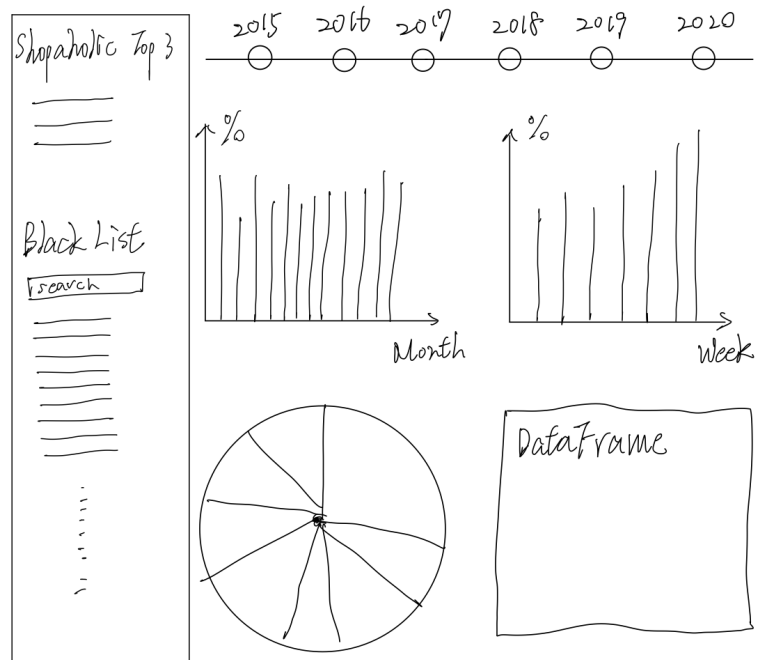 Shopaholic Top 3
Black List
search
2015 2016 2017 2018 2019 2020
%
Month
%
Week
DataFrame